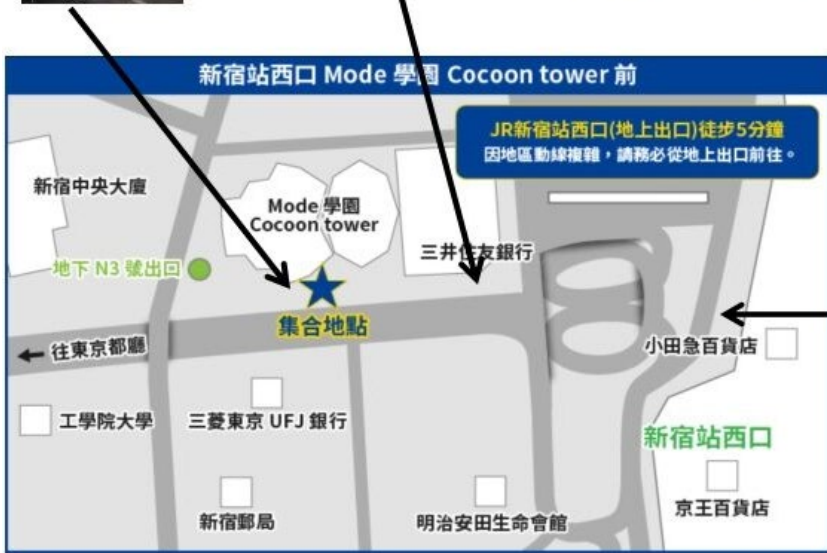 新宿站西口 Mode 學園 Cocoon tower 前
JR新宿站西口(地上出口)徒步5分鐘
因地區動線複雜，請務必從地上出口前往。
新宿中央大廈
Mode 學園
Cocoon tower
三井住友銀行
地下 N3 號出口
集合地點
← 往東京都廳
小田急百貨店
工學院大學
三菱東京 UFJ 銀行
新宿站西口
京王百貨店
新宿郵局
明治安田生命會館